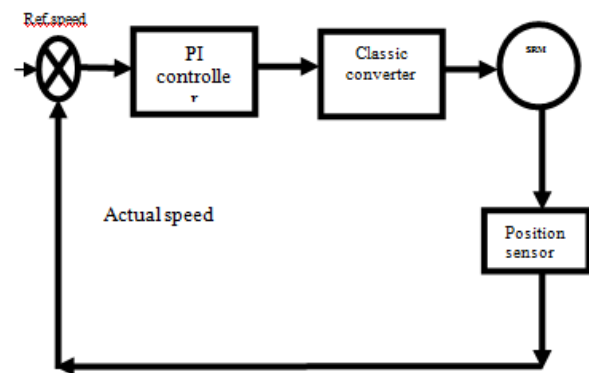 Ref.speed
PI
controlle
r
Classic
converter
SRM
Actual speed
Position
sensor